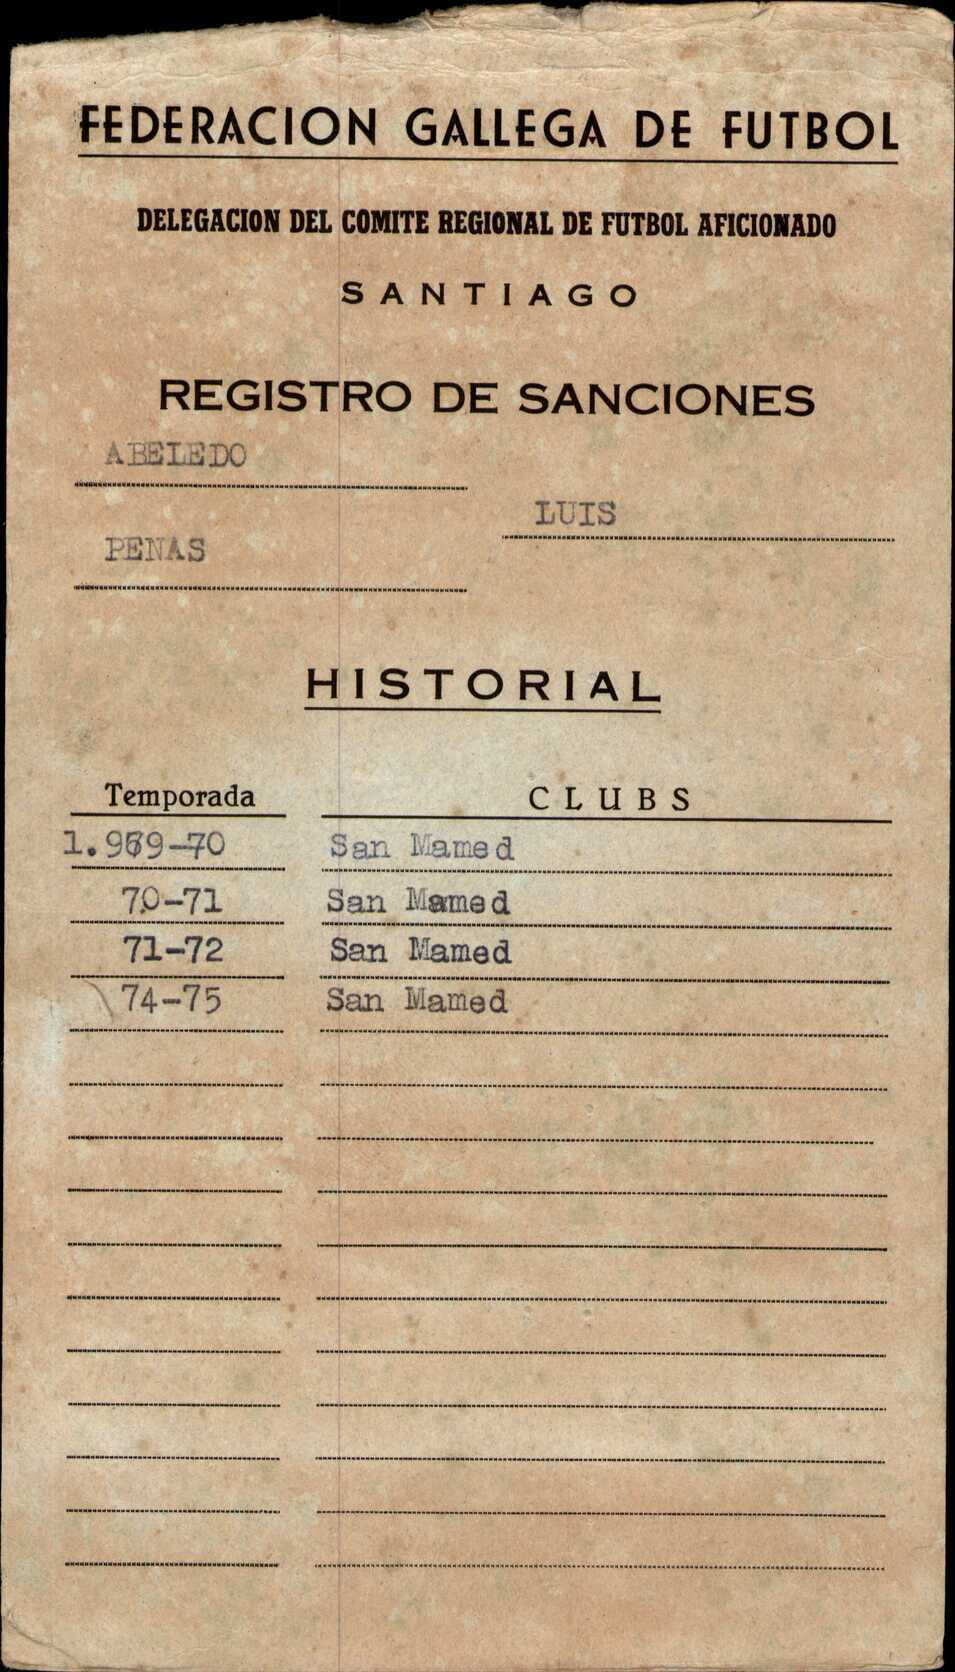 FEDERACION GALLEGA DE FUTBOL
DELEGACION DEL COMITE REGIONAL DE FUTBOL AFICIONADO
SANTIAGO
REGISTRO DE SANCIONES
ABELEDO
LUIS
PENAS
HISTORIAL
Temporada CLUBS
1.969-70 San Mamed
70-71 San Mamed
71-72 San Mamed
74-75 San Mamed